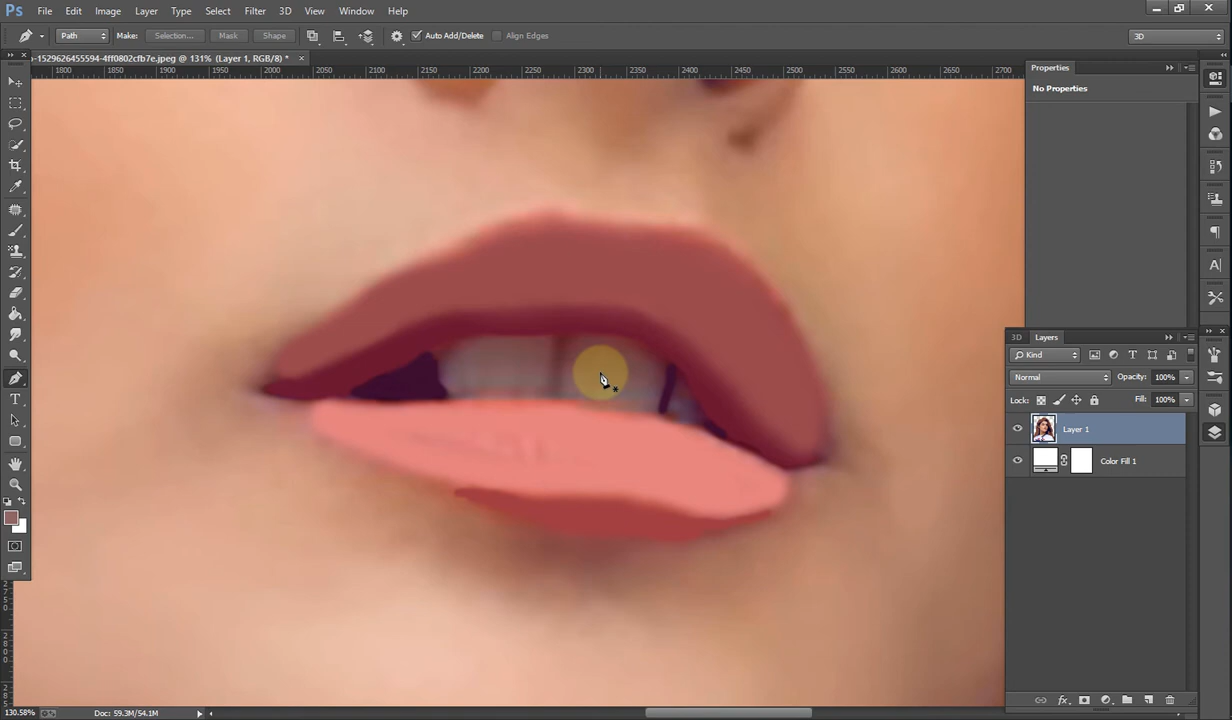 Ps File Edit Image Layer Type Select Filter 3D View Window Help
Path Make: Selection... Mask Shape Auto Add/Delete Align Edges 3D
-1529626455594-4ff0802cfb7e.jpeg @ 131% (Layer 1, RGB/8) *
1800 1850 1900 1950 2000 2050 2100 2150 2200 2250 2300 2350 2400 2450 2500 2550 2600 2650 2700
Properties
No Properties
3D Layers
Kind
Normal Opacity: 100%
Lock: Fill: 100%
Layer 1
Color Fill 1
130.58% Doc: 59.3M/54.1M